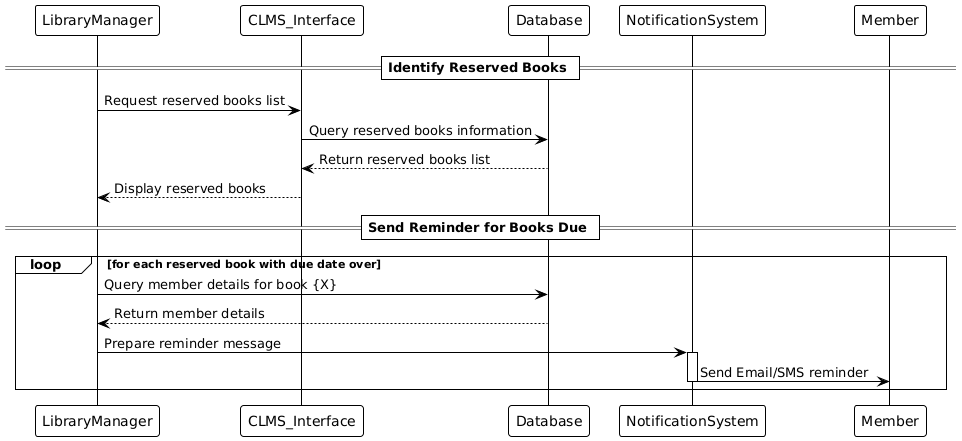 LibraryManager CLMS_Interface Database NotificationSystem Member
Identify Reserved Books
Request reserved books list
Query reserved books information
Return reserved books list
Display reserved books
Send Reminder for Books Due
loop [for each reserved book with due date over]
Query member details for book {X}
Return member details
Prepare reminder message
Send Email/SMS reminder
LibraryManager CLMS_Interface Database NotificationSystem Member